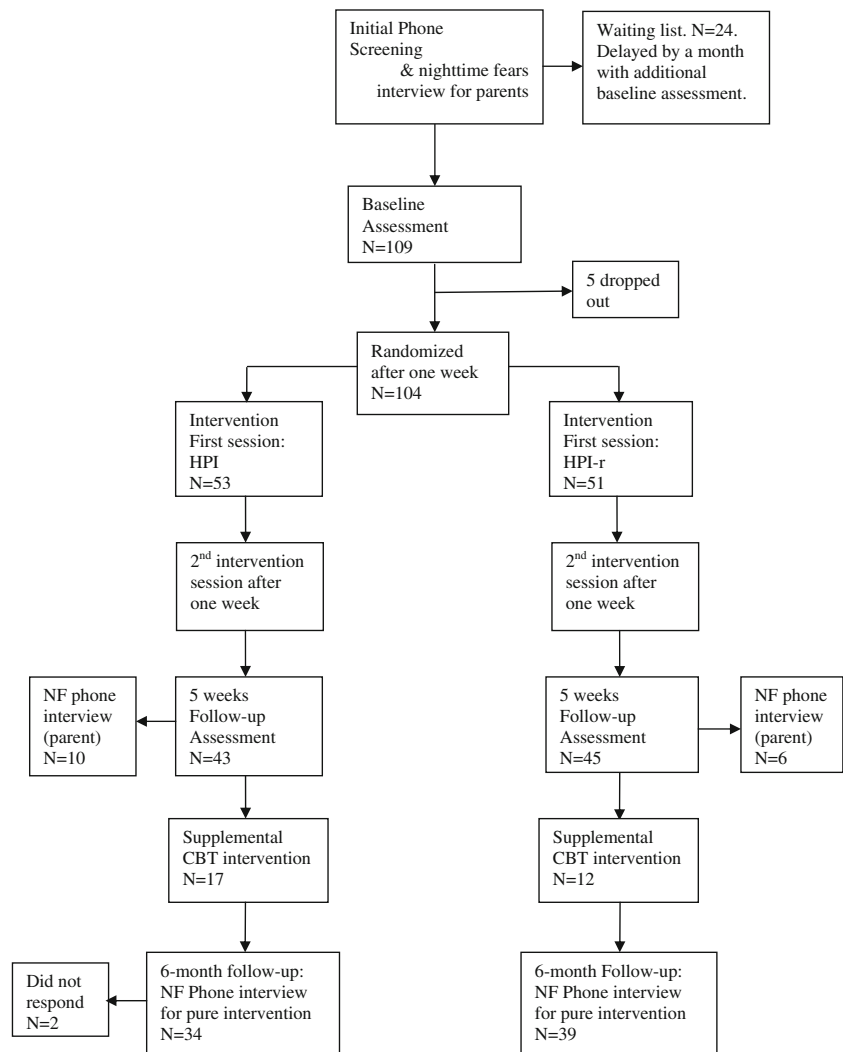 Initial Phone
Screening
& nighttime fears
interview for parents
Waiting list. N=24.
Delayed by a month
with additional
baseline assessment.
Baseline
Assessment
N=109
5 dropped
out
Randomized
after one week
N=104
Intervention
First session:
HPI
N=53
Intervention
First session:
HPI-r
N=51
2nd intervention
session after
one week
2nd intervention
session after
one week
NF phone
interview
(parent)
N=10
5 weeks
Follow-up
Assessment
N=43
5 weeks
Follow-up
Assessment
N=45
NF phone
interview
(parent)
N=6
Supplemental
CBT intervention
N=17
Supplemental
CBT intervention
N=12
Did not
respond
N=2
6-month follow-up:
NF Phone interview
for pure intervention
N=34
6-month Follow-up:
NF Phone interview
for pure intervention
N=39